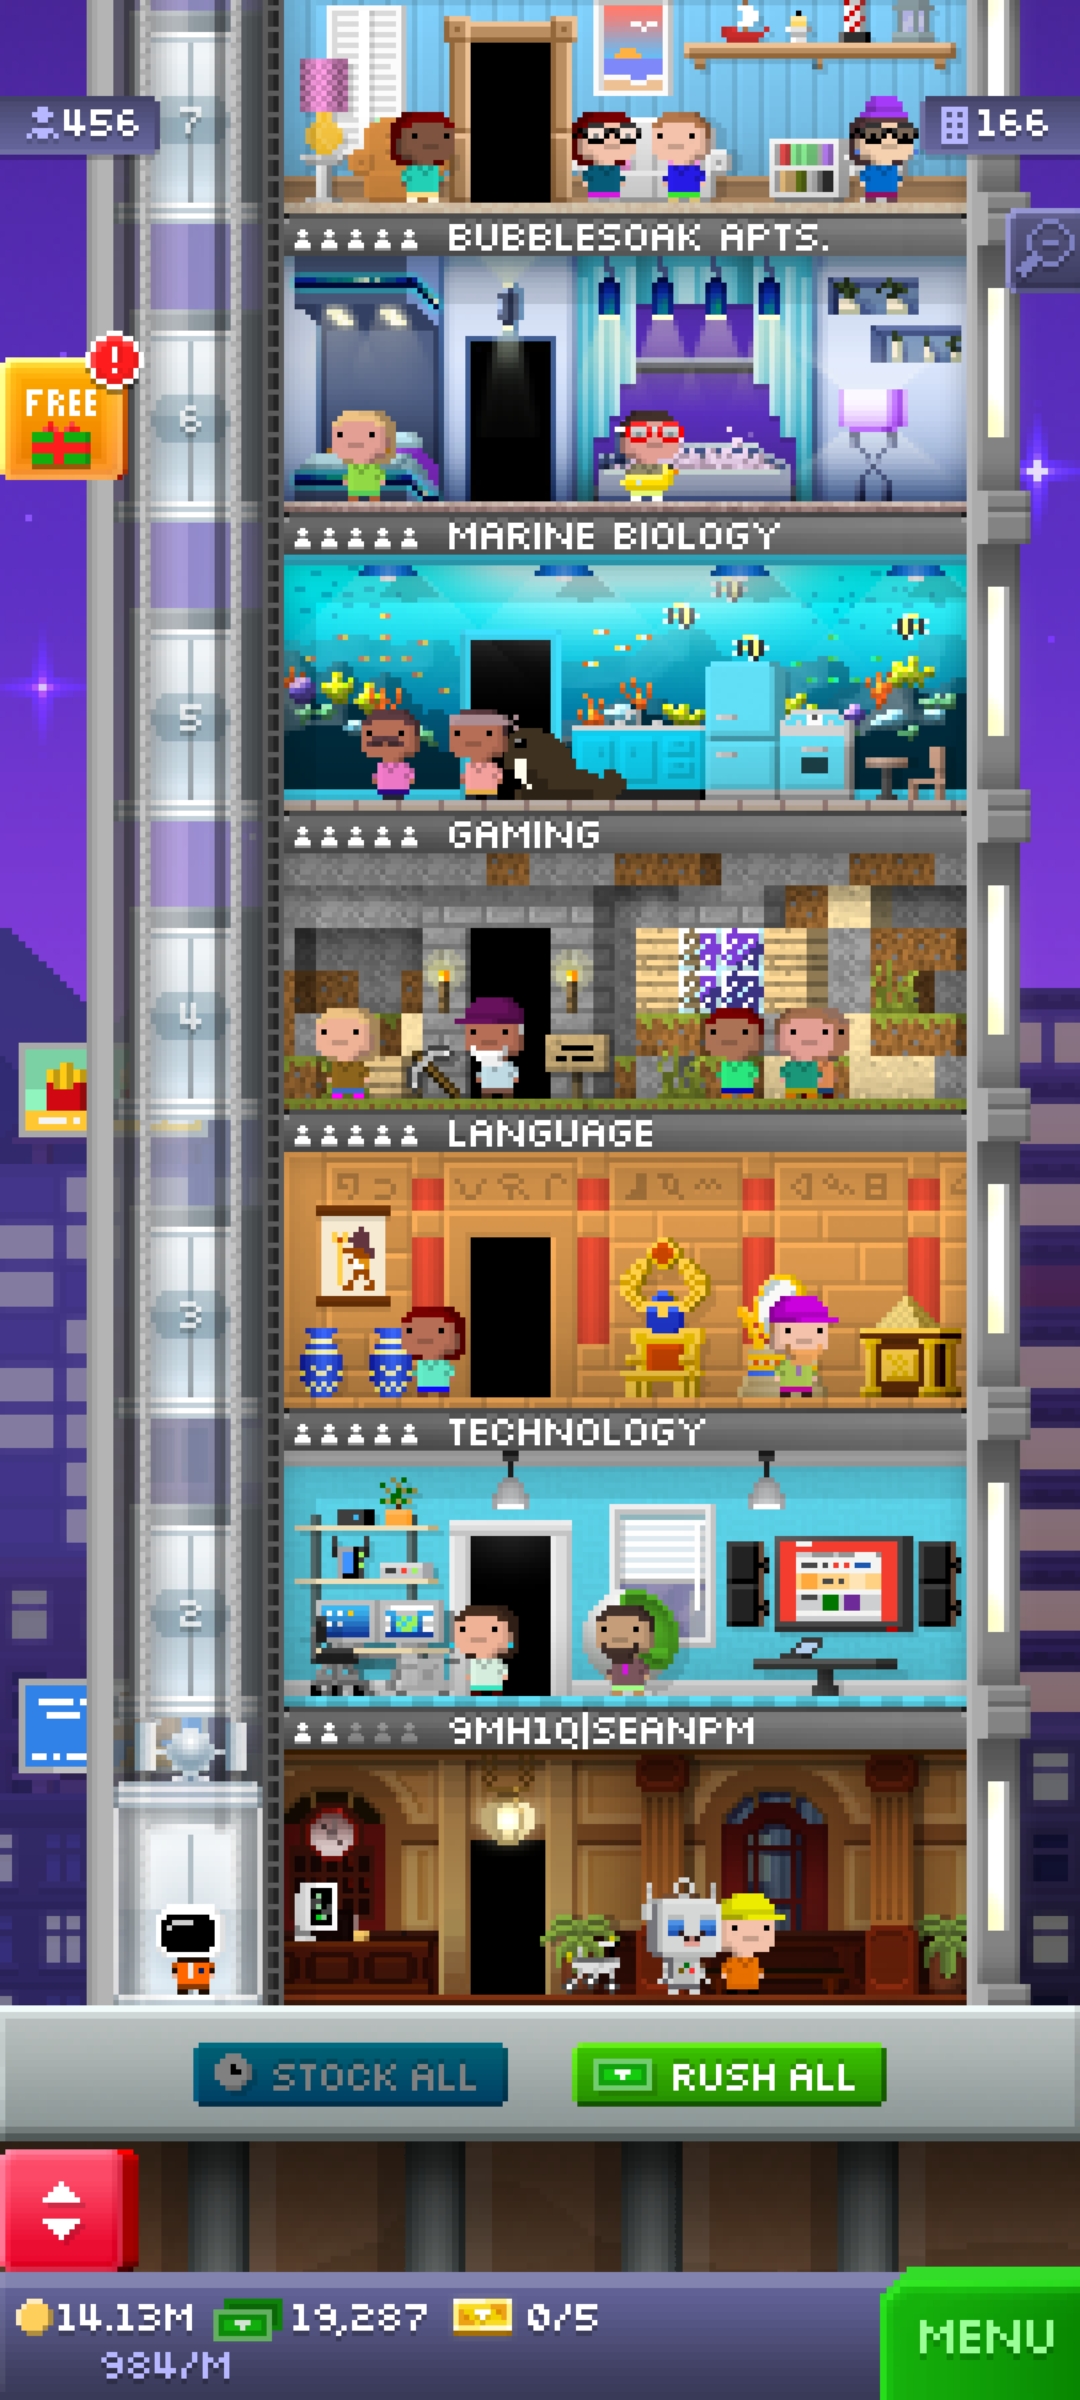 7
456
166
BUBBLESOAK APTS.
FREE
!
6
MARINE BIOLOGY
5
GAMING
4
LANGUAGE
3
TECHNOLOGY
2
9MH1Q|SEANPM
STOCK ALL
RUSH ALL
14.13M
19,287
0/5
984/M
MENU